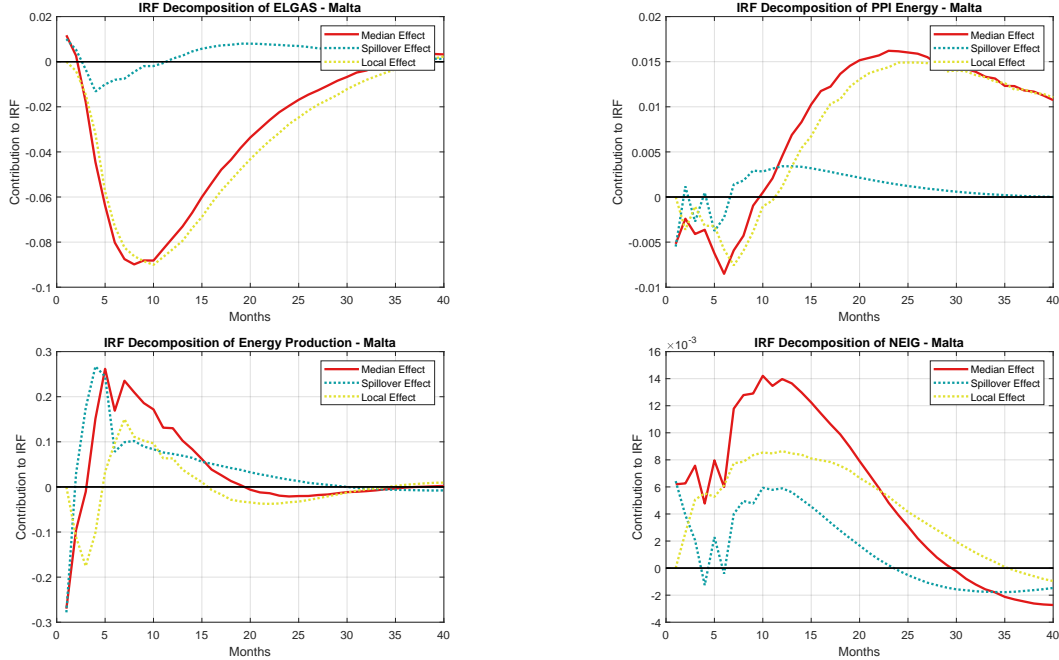 IRF Decomposition of ELGAS - Malta
0.02
0
-0.02
-0.04
-0.06
-0.08
-0.1
Contribution to IRF
Median Effect
Spillover Effect
Local Effect
0 5 10 15 20 25 30 35 40
Months
IRF Decomposition of PPI Energy - Malta
0.02
0.015
0.01
0.005
0
-0.005
-0.01
Contribution to IRF
Median Effect
Spillover Effect
Local Effect
0 5 10 15 20 25 30 35 40
Months
IRF Decomposition of Energy Production - Malta
0.3
0.2
0.1
0
-0.1
-0.2
-0.3
Contribution to IRF
Median Effect
Spillover Effect
Local Effect
0 5 10 15 20 25 30 35 40
Months
IRF Decomposition of NEIG - Malta
×10⁻³
16
14
12
10
8
6
4
2
0
-2
-4
Contribution to IRF
Median Effect
Spillover Effect
Local Effect
0 5 10 15 20 25 30 35 40
Months